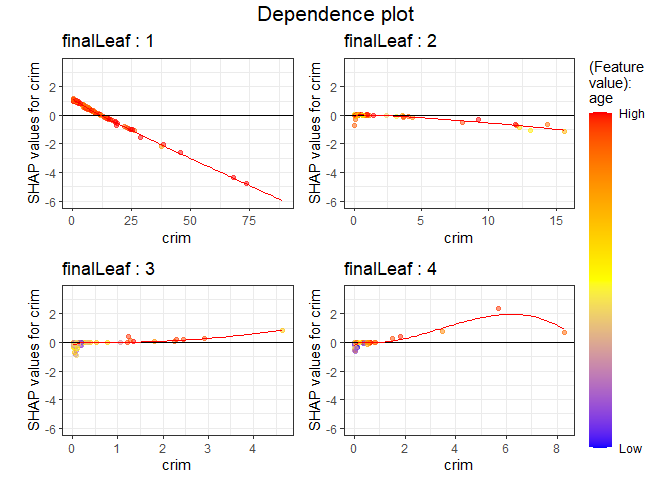 Dependence plot
finalLeaf : 1
SHAP values for crim
2
0
-2
-4
-6
0
25
50
75
crim
finalLeaf : 2
SHAP values for crim
2
0
-2
-4
-6
0
5
10
15
crim
finalLeaf : 3
SHAP values for crim
2
0
-2
-4
-6
0
1
2
3
4
crim
finalLeaf : 4
SHAP values for crim
2
0
-2
-4
-6
0
2
4
6
8
crim
(Feature
value):
age
High
Low